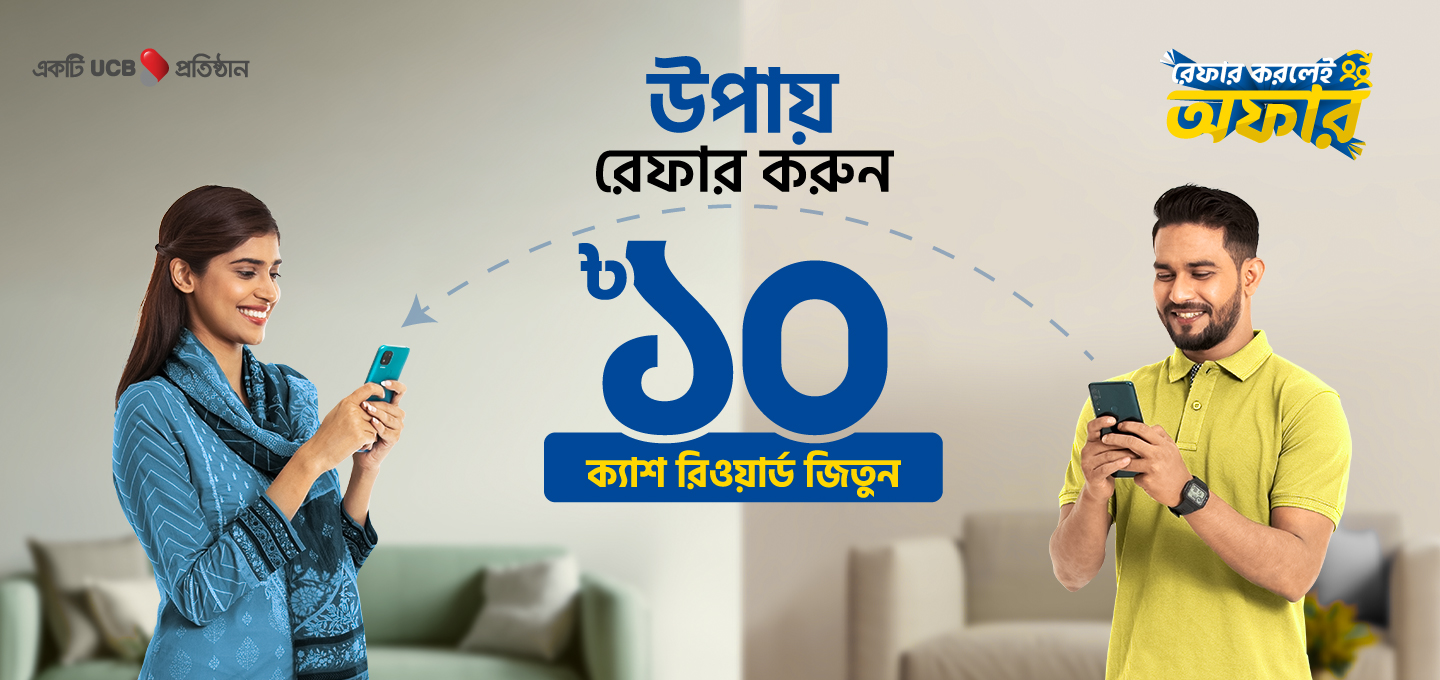 একটি UCB প্রতিষ্ঠান
রেফার করলেই
অফার
উপায়
রেফার করুন
৳১০
ক্যাশ রিওয়ার্ড জিতুন